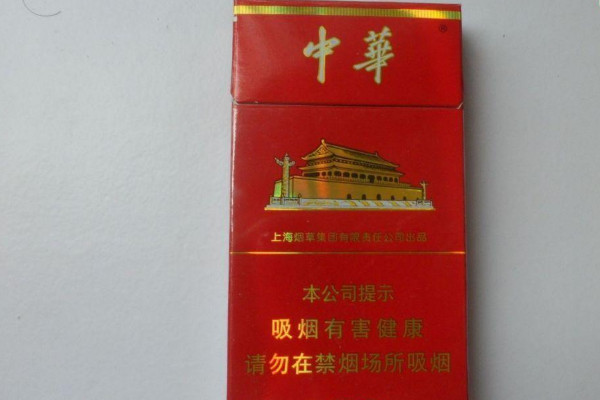 中華
®
上海烟草集团有限责任公司出品
本公司提示
吸烟有害健康
请勿在禁烟场所吸烟